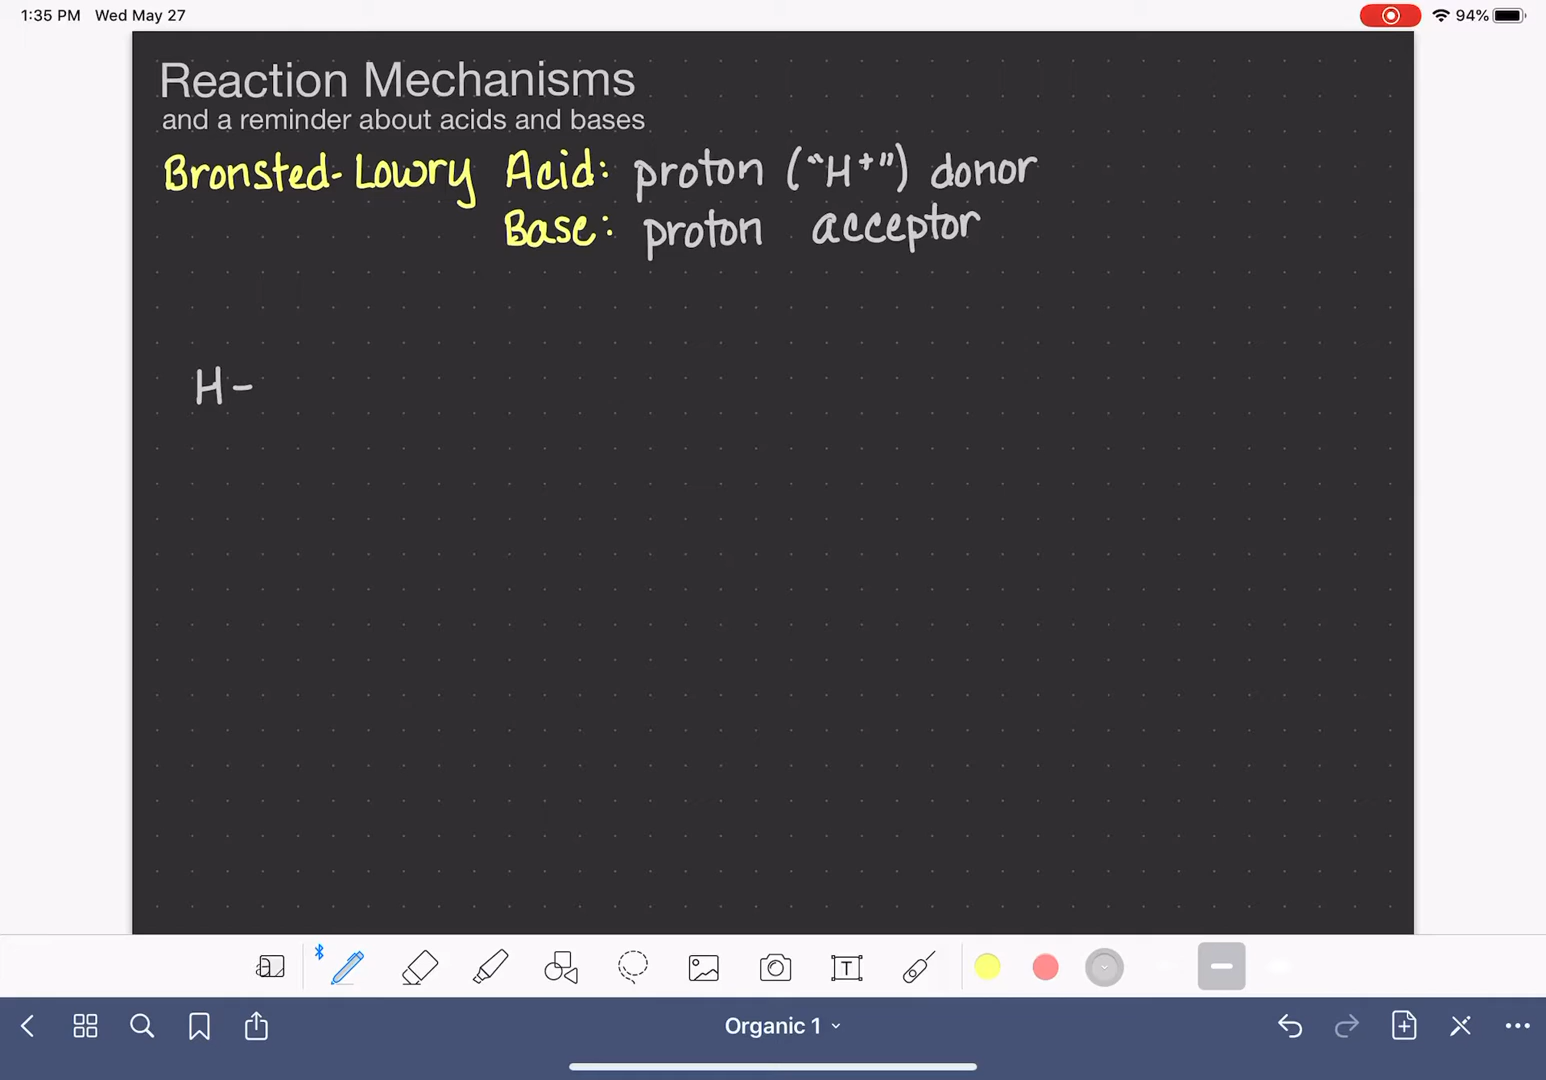 1:35 PM Wed May 27
94%
Reaction Mechanisms
and a reminder about acids and bases
Bronsted-Lowry Acid: proton ("H+") donor
Base: proton acceptor
H-
Organic 1